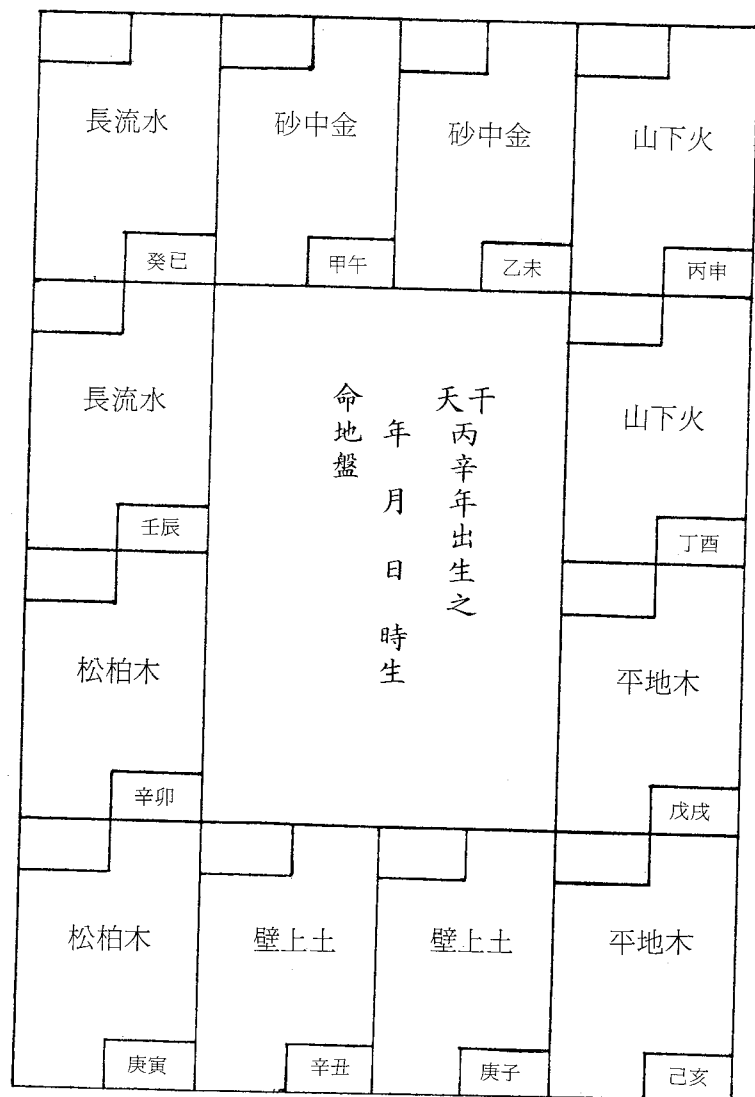 長流水
砂中金
砂中金
山下火
癸巳
甲午
乙未
丙申
長流水
山下火
天干
丙辛年出生之
年 月 日 時生
命地盤
壬辰
丁酉
松柏木
平地木
辛卯
戊戌
松柏木
壁上土
壁上土
平地木
庚寅
辛丑
庚子
己亥